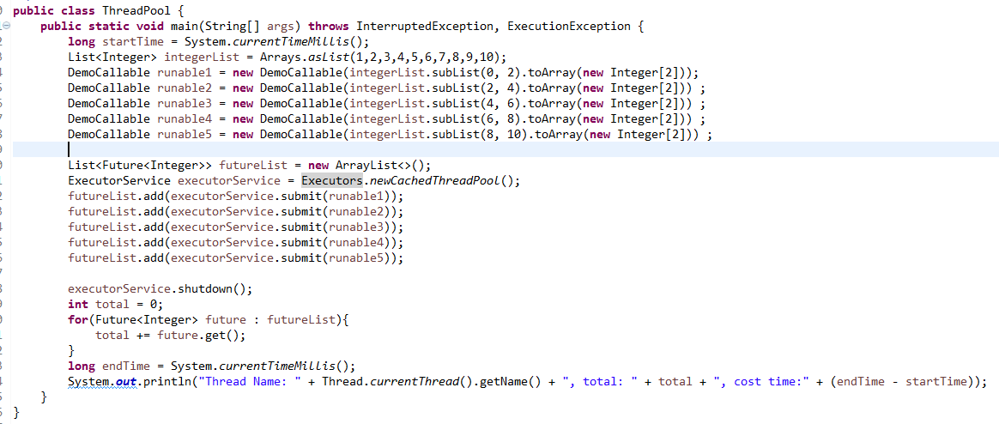 public class ThreadPool {
public static void main(String[] args) throws InterruptedException, ExecutionException {
long startTime = System.currentTimeMillis();
List<Integer> integerList = Arrays.asList(1,2,3,4,5,6,7,8,9,10);
DemoCallable runable1 = new DemoCallable(integerList.subList(0, 2).toArray(new Integer[2]));
DemoCallable runable2 = new DemoCallable(integerList.subList(2, 4).toArray(new Integer[2])) ;
DemoCallable runable3 = new DemoCallable(integerList.subList(4, 6).toArray(new Integer[2])) ;
DemoCallable runable4 = new DemoCallable(integerList.subList(6, 8).toArray(new Integer[2])) ;
DemoCallable runable5 = new DemoCallable(integerList.subList(8, 10).toArray(new Integer[2])) ;
List<Future<Integer>> futureList = new ArrayList<>();
ExecutorService executorService = Executors.newCachedThreadPool();
futureList.add(executorService.submit(runable1));
futureList.add(executorService.submit(runable2));
futureList.add(executorService.submit(runable3));
futureList.add(executorService.submit(runable4));
futureList.add(executorService.submit(runable5));
executorService.shutdown();
int total = 0;
for(Future<Integer> future : futureList){
total += future.get();
}
long endTime = System.currentTimeMillis();
System.out.println("Thread Name: " + Thread.currentThread().getName() + ", total: " + total + ", cost time:" + (endTime - startTime));
}
}